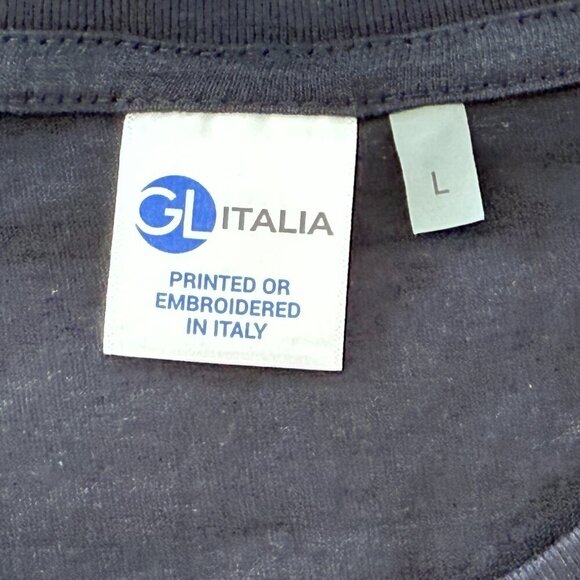 GL ITALIA
PRINTED OR
EMBROIDERED
IN ITALY
L